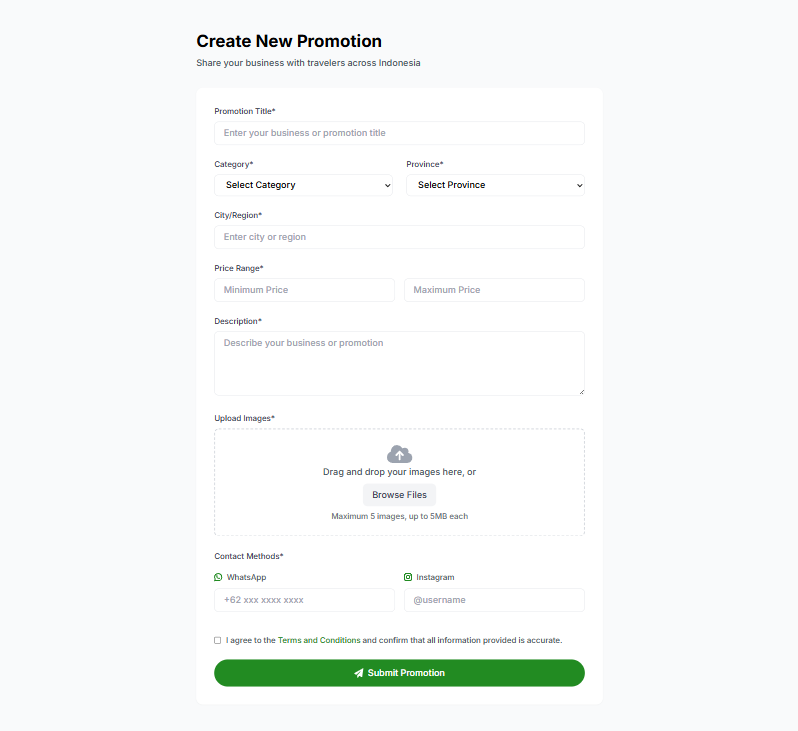 Create New Promotion
Share your business with travelers across Indonesia
Promotion Title*
Enter your business or promotion title
Category* Province*
Select Category Select Province
City/Region*
Enter city or region
Price Range*
Minimum Price Maximum Price
Description*
Describe your business or promotion
Upload Images*
Drag and drop your images here, or
Browse Files
Maximum 5 images, up to 5MB each
Contact Methods*
WhatsApp Instagram
+62 xxx xxxx xxxx @username
I agree to the Terms and Conditions and confirm that all information provided is accurate.
Submit Promotion